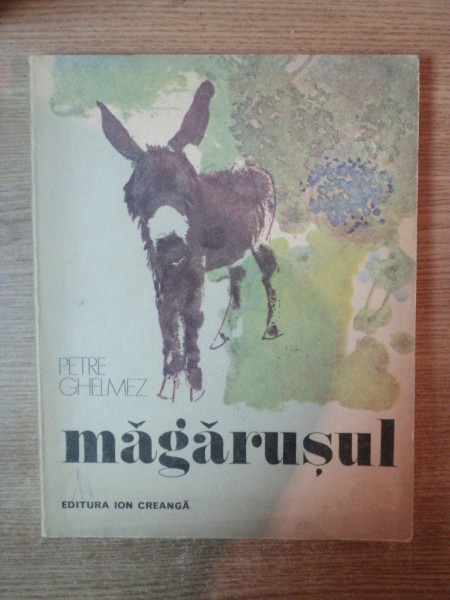 PETRE
GHELMEZ
măgărușul
EDITURA ION CREANGĂ